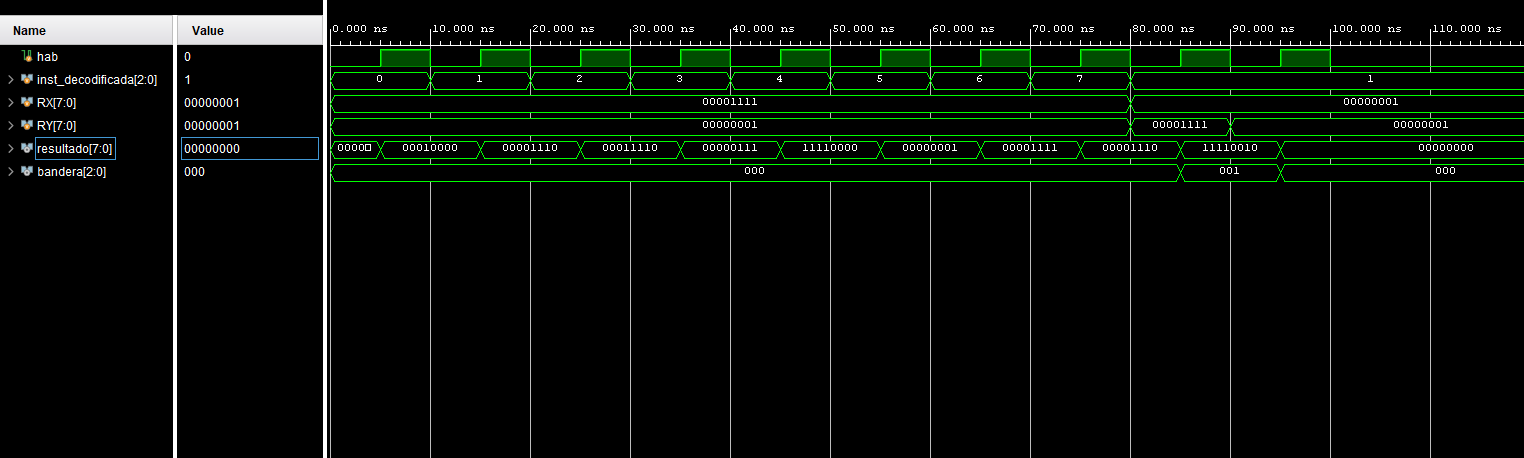 Name Value 0.000 ns 10.000 ns 20.000 ns 30.000 ns 40.000 ns 50.000 ns 60.000 ns 70.000 ns 80.000 ns 90.000 ns 100.000 ns 110.000 ns
hab 0
inst_decodificada[2:0] 1 0 1 2 3 4 5 6 7 1
RX[7:0] 00000001 00001111 00000001
RY[7:0] 00000001 00000001 00001111 00000001
resultado[7:0] 00000000 0000 00010000 00001110 00011110 00000111 11110000 00000001 00001111 00001110 11110010 00000000
bandera[2:0] 000 000 001 000